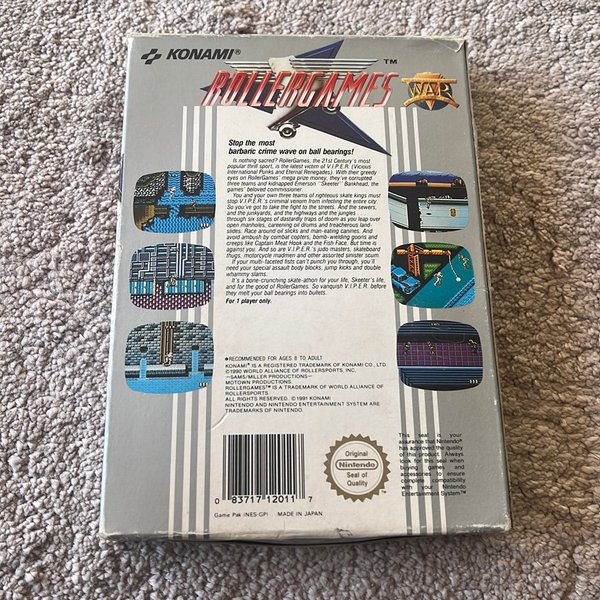 KONAMI®
ROLLERGAMES ™
WAR
Stop the most
barbaric crime wave on ball bearings!
Is nothing sacred? RollerGames, the 21st Century's most
popular thrill sport, is the latest victim of V.I.P.E.R. (Vicious
International Punks and Eternal Renegades). With their greedy
eyes on RollerGames' mega prize money, they've corrupted
three teams and kidnapped Emerson "Skeeter" Bankhead, the
games' beloved commissioner.
You and your own three teams of righteous skate kings must
stop V.I.P.E.R.'s criminal venom from infecting the entire city.
So you've got to take the fight to the streets. And the sewers,
and the junkyards, and the highways and the jungles ...
through six stages of dastardly traps of doom as you leap over
open manholes, careening oil drums and treacherous land-
slides. Race around oil slicks and man-eating canines. And
avoid ambush by combat copters, bomb-wielding goons and
creeps like Captain Meat Hook and the Fish Face. But time is
against you. And so are V.I.P.E.R.'s judo masters, skateboard
thugs, motorcycle madmen and other assorted sinister scum.
If your multi-faceted fists can't punch you through, you'll
need your special assault body blocks, jump kicks and double
whammy slams.
It's a bone-crunching skate-athon for your life, Skeeter's life,
and for the good of RollerGames. So vanquish V.I.P.E.R. before
they melt your ball bearings into bullets.
For 1 player only.
●RECOMMENDED FOR AGES 8 TO ADULT
KONAMI® IS A REGISTERED TRADEMARK OF KONAMI CO., LTD.
©1990 WORLD ALLIANCE OF ROLLERSPORTS, INC.
—SAMS/MILLER PRODUCTIONS—
MOTOWN PRODUCTIONS
ROLLERGAMES™ IS A TRADEMARK OF WORLD ALLIANCE OF
ROLLERSPORTS.
ALL RIGHTS RESERVED. ©1991 KONAMI
NINTENDO AND NINTENDO ENTERTAINMENT SYSTEM ARE
TRADEMARKS OF NINTENDO.
0 83717 12011 7
Game Pak (NES-GP)
MADE IN JAPAN
Original
Nintendo
Seal of
Quality
This seal is your
assurance that Nintendo®
has approved the quality
of this product. Always
look for this seal when
buying games and
accessories to ensure
complete compatibility
with your Nintendo
Entertainment System™